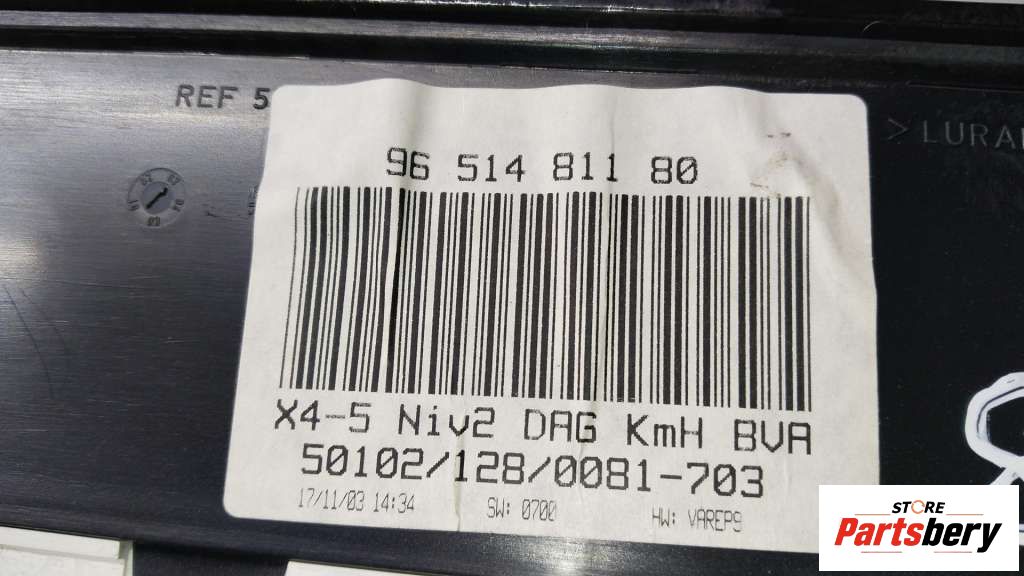 REF 5
> LURA
96 514 811 80
X4-5 Niv2 DAG KmH BVA
50102/128/0081-703
17/11/03 14:34 SW: 0700 HW: VAREP9
STORE
Partsbery